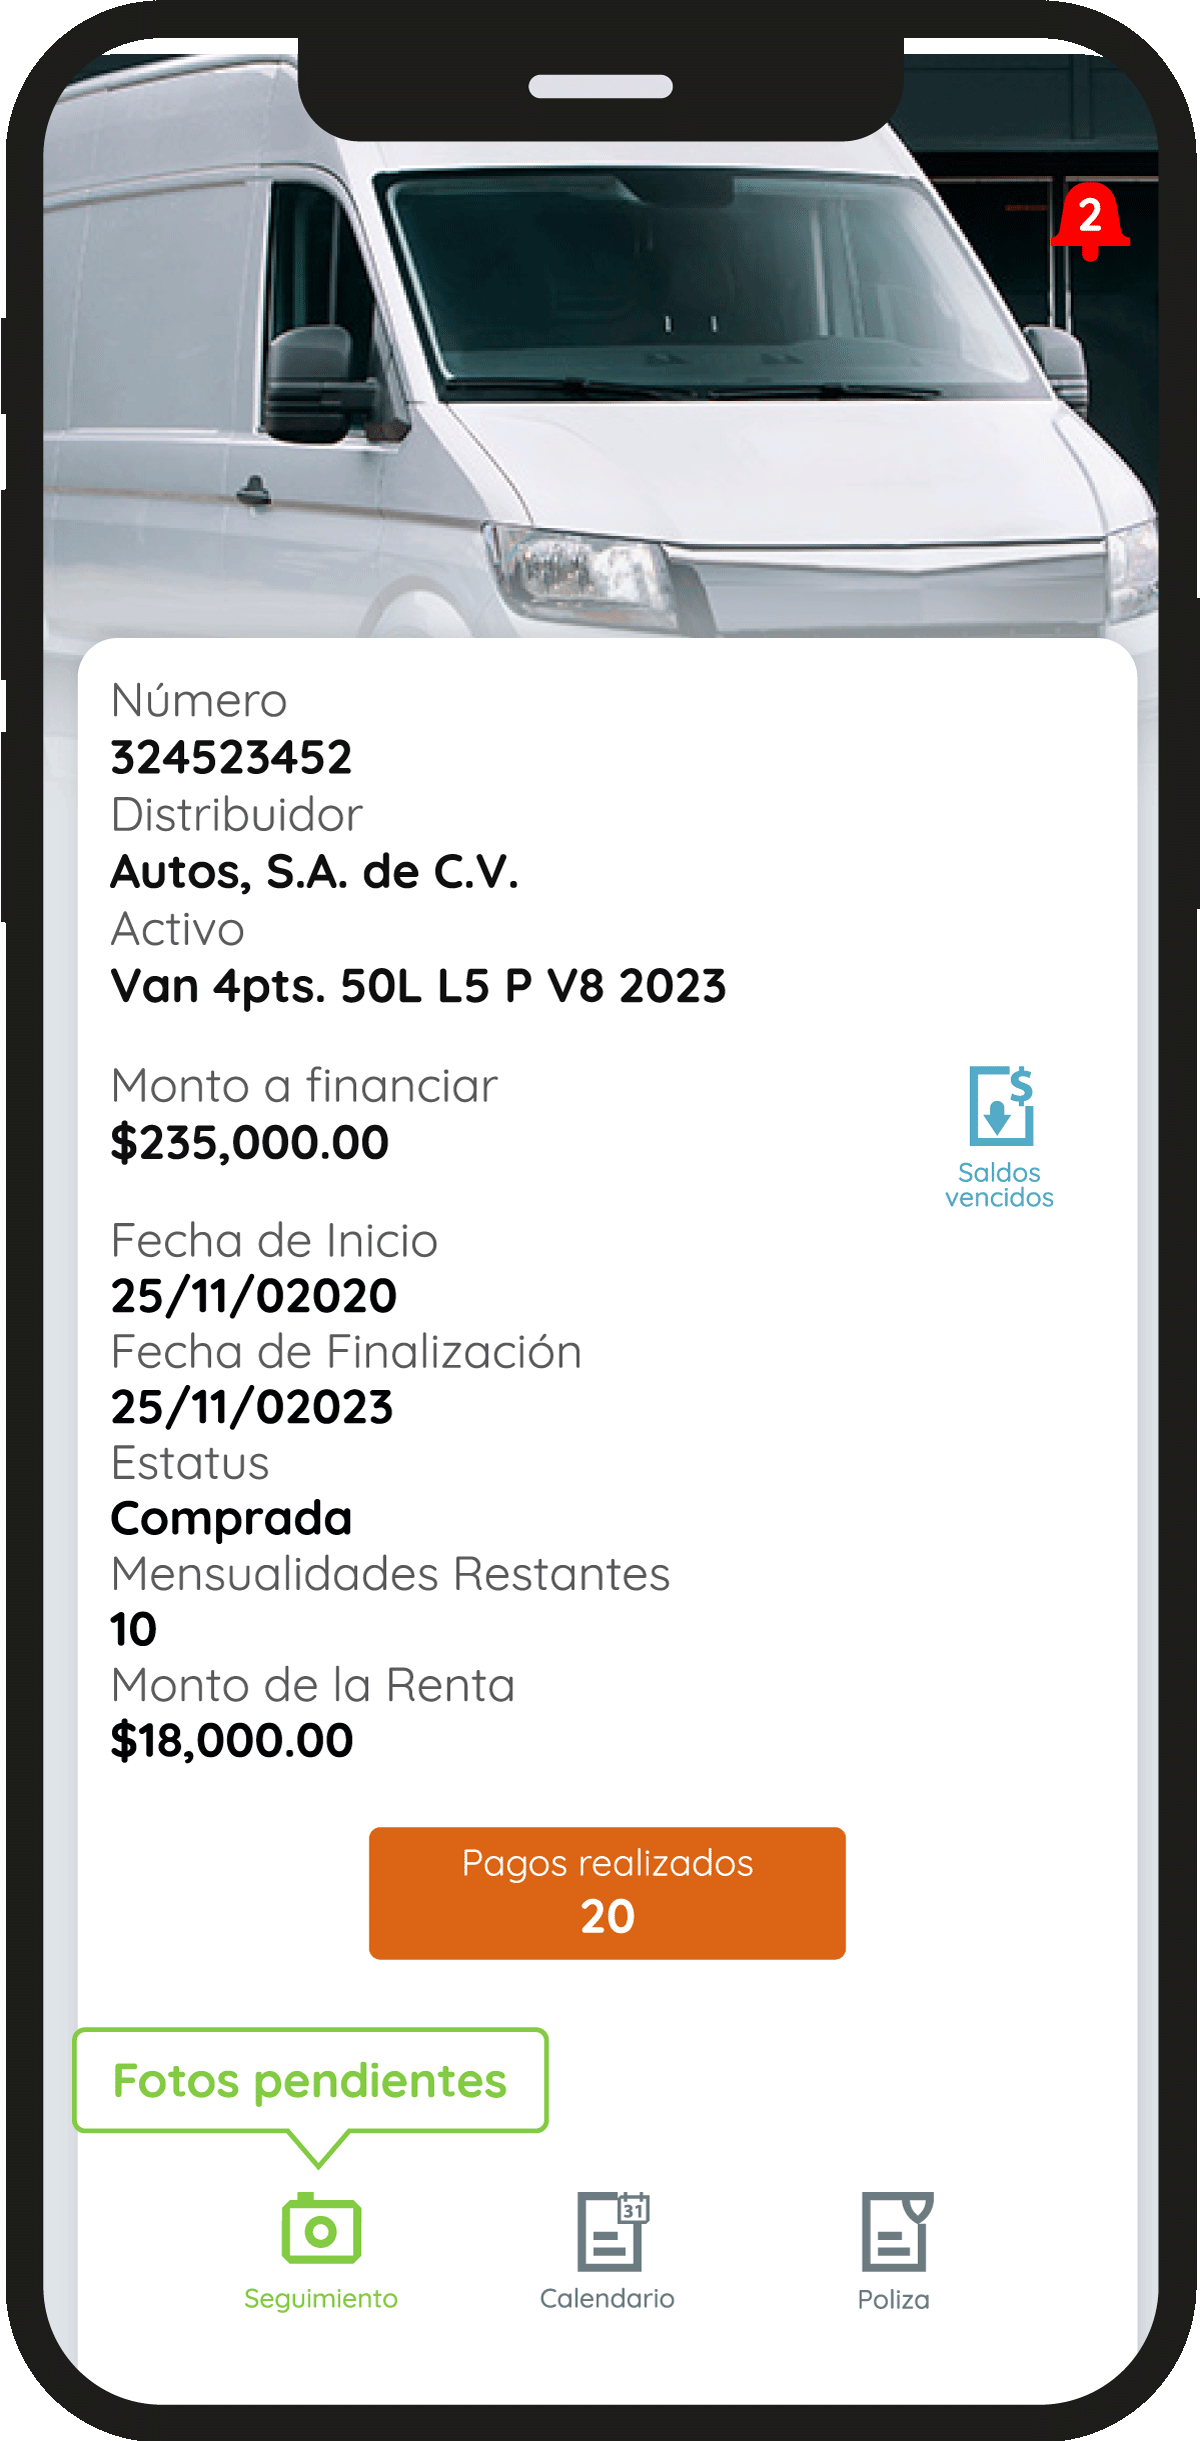 2
Número
324523452
Distribuidor
Autos, S.A. de C.V.
Activo
Van 4pts. 50L L5 P V8 2023
Monto a financiar
$235,000.00
$
Saldos
vencidos
Fecha de Inicio
25/11/02020
Fecha de Finalización
25/11/02023
Estatus
Comprada
Mensualidades Restantes
10
Monto de la Renta
$18,000.00
Pagos realizados
20
Fotos pendientes
31
Seguimiento
Calendario
Poliza